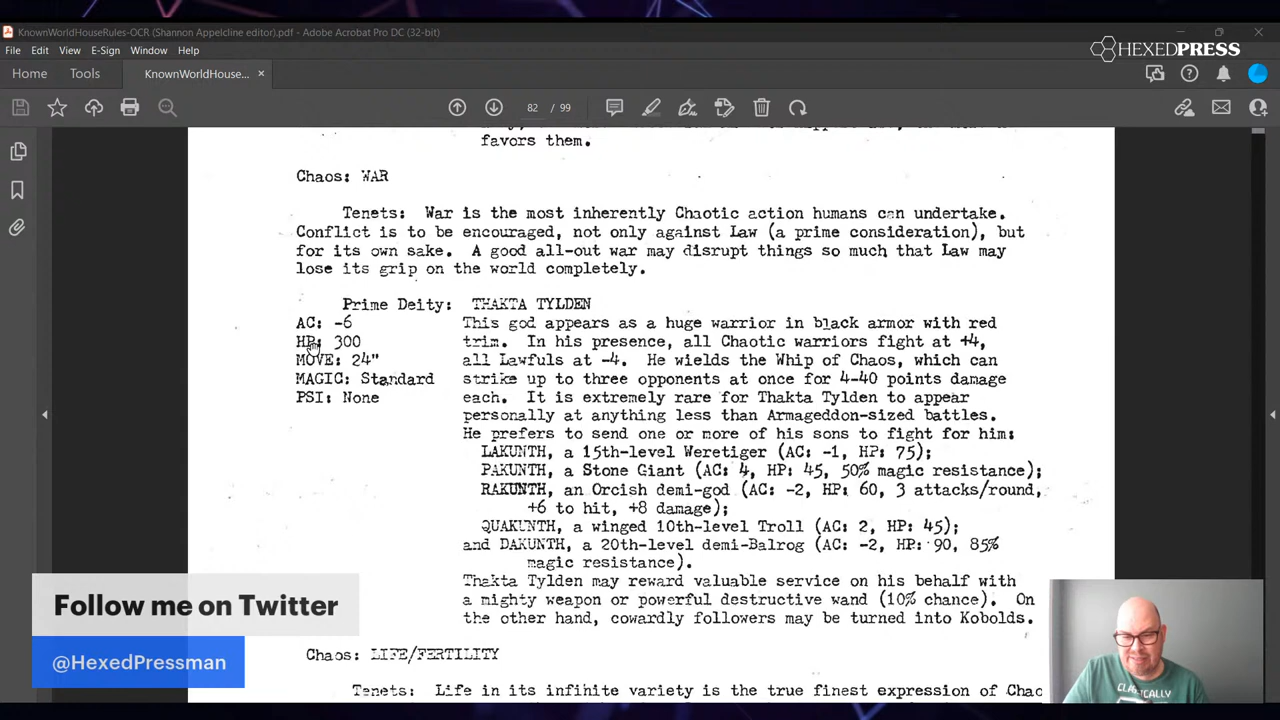 KnownWorldHouseRules-OCR (Shannon Appelcline editor).pdf - Adobe Acrobat Pro DC (32-bit)
File Edit View E-Sign Window Help
HEXEDPRESS
Home Tools KnownWorldHouse... ×
82 / 99
favors them.
Chaos: WAR
Tenets: War is the most inherently Chaotic action humans can undertake.
Conflict is to be encouraged, not only against Law (a prime consideration), but
for its own sake. A good all-out war may disrupt things so much that Law may
lose its grip on the world completely.
Prime Deity: THAKTA TYLDEN
AC: -6 This god appears as a huge warrior in black armor with red
HP: 300 trim. In his presence, all Chaotic warriors fight at +4,
MOVE: 24" all Lawfuls at -4. He wields the Whip of Chaos, which can
MAGIC: Standard strike up to three opponents at once for 4-40 points damage
PSI: None each. It is extremely rare for Thakta Tylden to appear
personally at anything less than Armageddon-sized battles.
He prefers to send one or more of his sons to fight for him:
LAKUNTH, a 15th-level Weretiger (AC: -1, HP: 75);
PAKUNTH, a Stone Giant (AC: 4, HP: 45, 50% magic resistance);
RAKUNTH, an Orcish demi-god (AC: -2, HP: 60, 3 attacks/round,
+6 to hit, +8 damage);
QUAKUNTH, a winged 10th-level Troll (AC: 2, HP: 45);
and DAKUNTH, a 20th-level demi-Balrog (AC: -2, HP: 90, 85%
magic resistance).
Thakta Tylden may reward valuable service on his behalf with
a mighty weapon or powerful destructive wand (10% chance). On
the other hand, cowardly followers may be turned into Kobolds.
Chaos: LIFE/FERTILITY
Tenets: Life in its infinite variety is the true finest expression of Chao
Follow me on Twitter
@HexedPressman